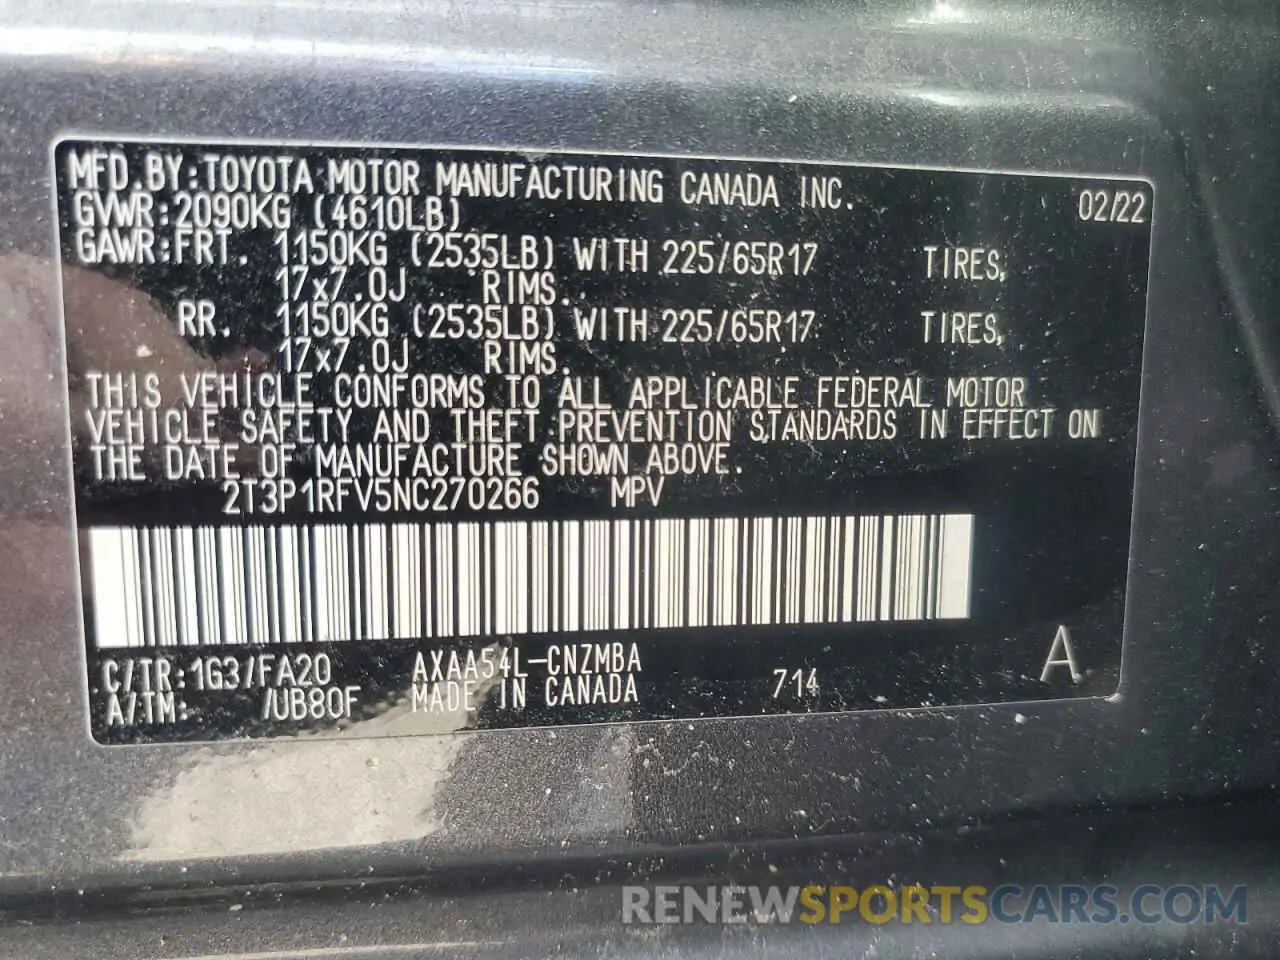 MFD.BY:TOYOTA MOTOR MANUFACTURING CANADA INC. 02/22
GVWR:2090KG (4610LB)
GAWR:FRT. 1150KG (2535LB) WITH 225/65R17 TIRES,
17x7.0J RIMS.
RR. 1150KG (2535LB) WITH 225/65R17 TIRES,
17x7.0J RIMS.
THIS VEHICLE CONFORMS TO ALL APPLICABLE FEDERAL MOTOR
VEHICLE SAFETY AND THEFT PREVENTION STANDARDS IN EFFECT ON
THE DATE OF MANUFACTURE SHOWN ABOVE.
2T3P1RFV5NC270266 MPV
C/TR:1G3/FA20 AXAA54L-CNZMBA
A/TM: /UB80F MADE IN CANADA 714 A
RENEWSPORTSCARS.COM